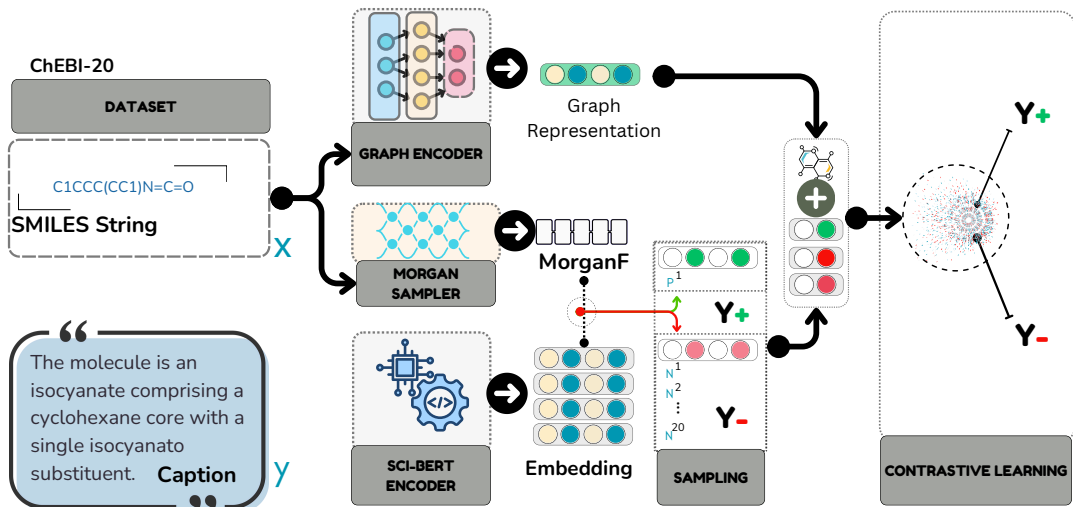 ChEBI-20
DATASET
C1CCC(CC1)N=C=O
SMILES String
x
“
The molecule is an
isocyanate comprising a
cyclohexane core with a
single isocyanato
substituent.
Caption
”
y
GRAPH ENCODER
Graph
Representation
MORGAN
SAMPLER
MorganF
</>
SCI-BERT
ENCODER
Embedding
P1
Y+
N1
N2
⋮
N20
Y-
SAMPLING
+
Y+
Y-
CONTRASTIVE LEARNING